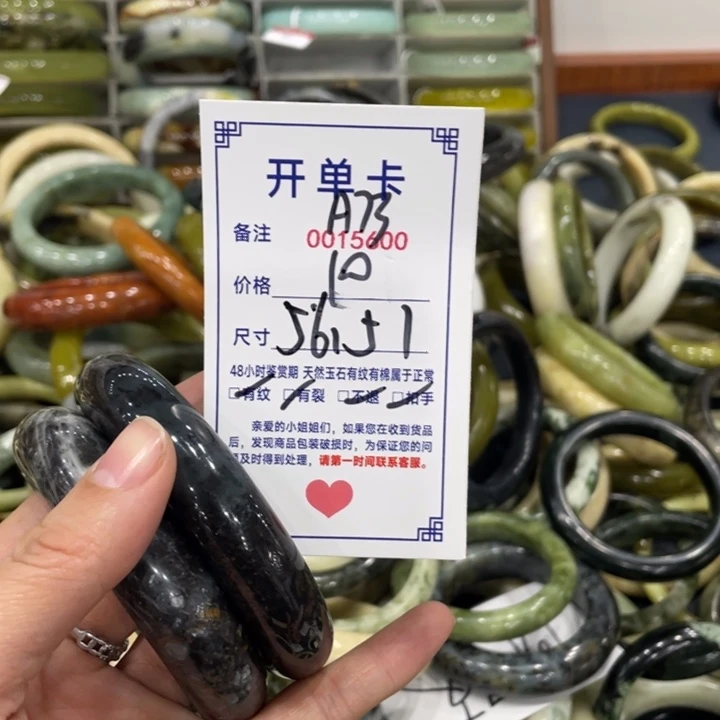 开单卡
A73
备注 0015600
价格 10
尺寸 56.5 1
48小时鉴赏期 天然玉石有纹有棉属于正常
□有纹 □有裂 □不退 □扣手
亲爱的小姐姐们,如果您在收到货品
后,发现商品包装破损时,为保证您的问
题及时得到处理,请第一时间联系客服。